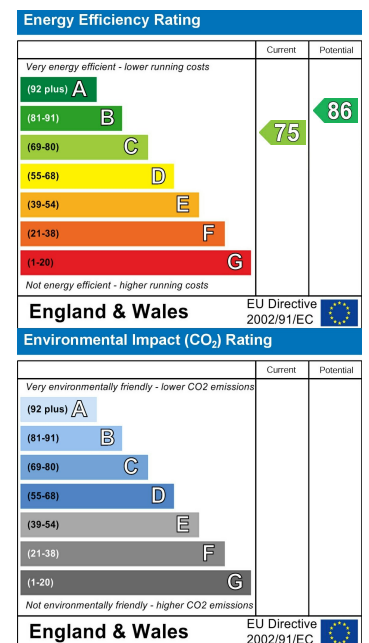 Energy Efficiency Rating
Current Potential
Very energy efficient - lower running costs
(92 plus) A
(81-91) B
(69-80) C
(55-68) D
(39-54) E
(21-38) F
(1-20) G
75
86
Not energy efficient - higher running costs
England & Wales
EU Directive
2002/91/EC
Environmental Impact (CO₂) Rating
Current Potential
Very environmentally friendly - lower CO2 emissions
(92 plus) A
(81-91) B
(69-80) C
(55-68) D
(39-54) E
(21-38) F
(1-20) G
Not environmentally friendly - higher CO2 emissions
England & Wales
EU Directive
2002/91/EC